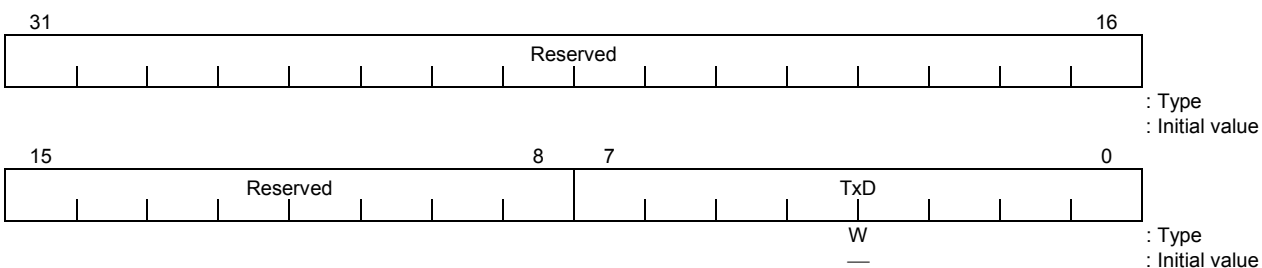 31 16
Reserved
: Type
: Initial value
15 8 7 0
Reserved TxD
W : Type
— : Initial value